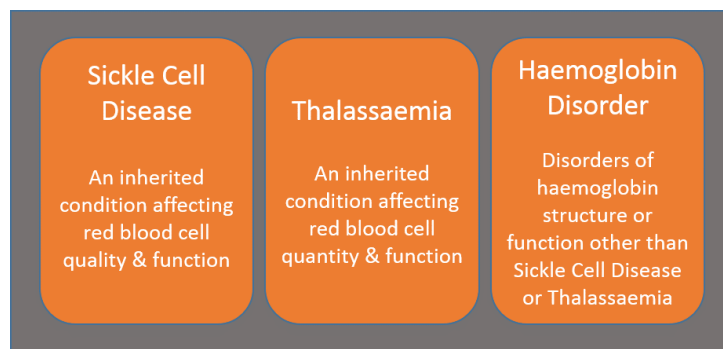 Sickle Cell
Disease
An inherited
condition affecting
red blood cell
quality & function
Thalassaemia
An inherited
condition affecting
red blood cell
quantity & function
Haemoglobin
Disorder
Disorders of
haemoglobin
structure or
function other than
Sickle Cell Disease
or Thalassaemia